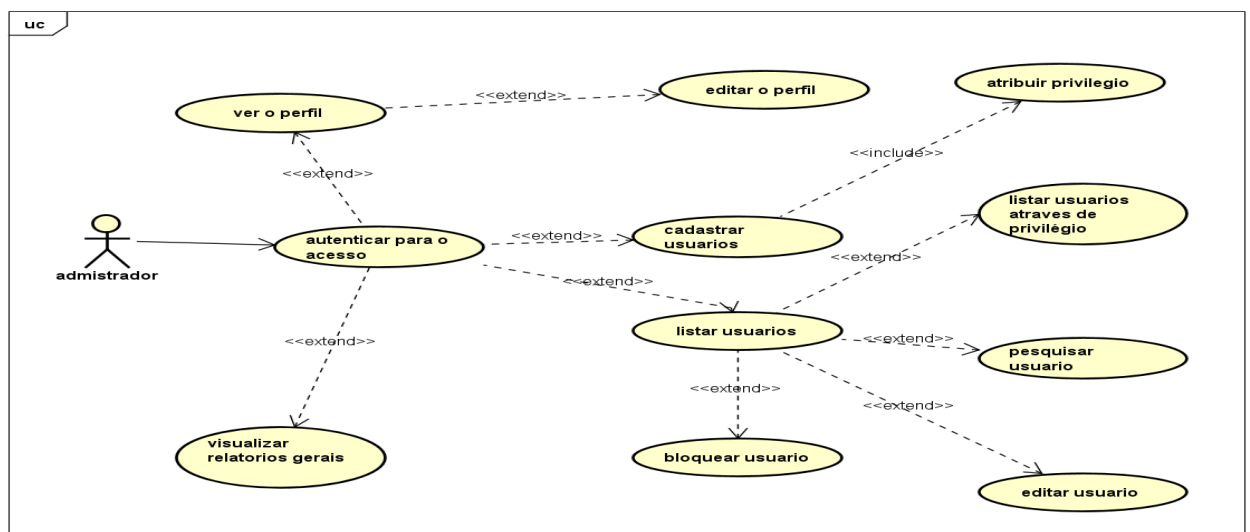 uc
atribuir privilegio
editar o perfil
<<extend>>
ver o perfil
<<include>>
<<extend>>
listar usuarios
atraves de
privilégio
cadastrar
usuarios
<<extend>>
autenticar para o
acesso
admistrador
<<extend>>
<<extend>>
listar usuarios
<<extend>>
<<extend>>
pesquisar
usuario
<<extend>>
<<extend>>
visualizar
relatorios gerais
bloquear usuario
editar usuario